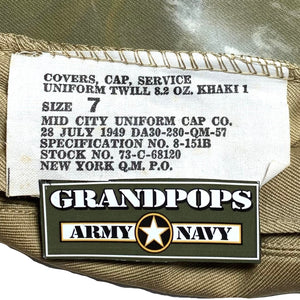 COVERS, CAP, SERVICE
UNIFORM TWILL 8.2 OZ. KHAKI 1
SIZE 7
MID CITY UNIFORM CAP CO.
28 JULY 1949 DA30-280-QM-57
SPECIFICATION NO. 8-151B
STOCK NO. 73-C-68120
NEW YORK Q.M. P.O.
GRANDPOPS
ARMY NAVY